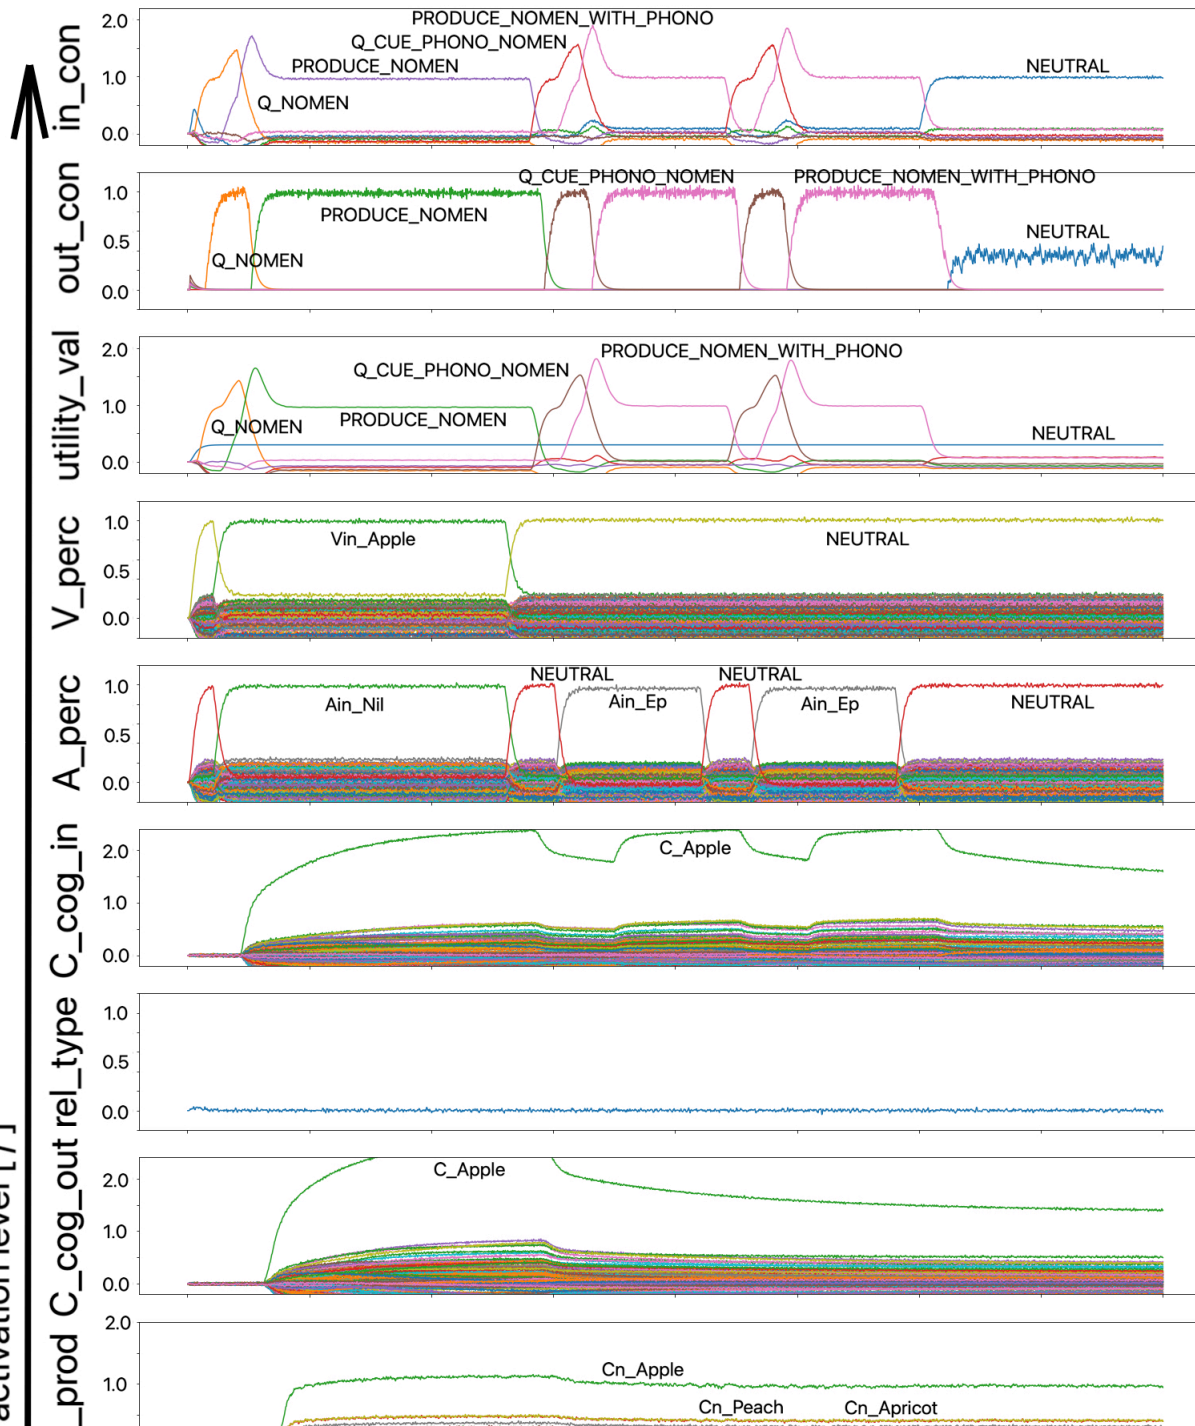 in_con
2.0
1.0
0.0
PRODUCE_NOMEN_WITH_PHONO
Q_CUE_PHONO_NOMEN
PRODUCE_NOMEN
NEUTRAL
Q_NOMEN
out_con
1.0
0.5
0.0
Q_CUE_PHONO_NOMEN
PRODUCE_NOMEN_WITH_PHONO
PRODUCE_NOMEN
NEUTRAL
Q_NOMEN
utility_val
2.0
1.0
0.0
PRODUCE_NOMEN_WITH_PHONO
Q_CUE_PHONO_NOMEN
PRODUCE_NOMEN
Q_NOMEN
NEUTRAL
V_perc
1.0
0.5
0.0
Vin_Apple
NEUTRAL
A_perc
1.0
0.5
0.0
NEUTRAL
NEUTRAL
Ain_Nil
Ain_Ep
Ain_Ep
NEUTRAL
C_cog_in
2.0
1.0
0.0
C_Apple
rel_type
1.0
0.5
0.0
C_cog_out
2.0
1.0
0.0
C_Apple
_prod
2.0
1.0
Cn_Apple
Cn_Peach
Cn_Apricot
activation level [/]